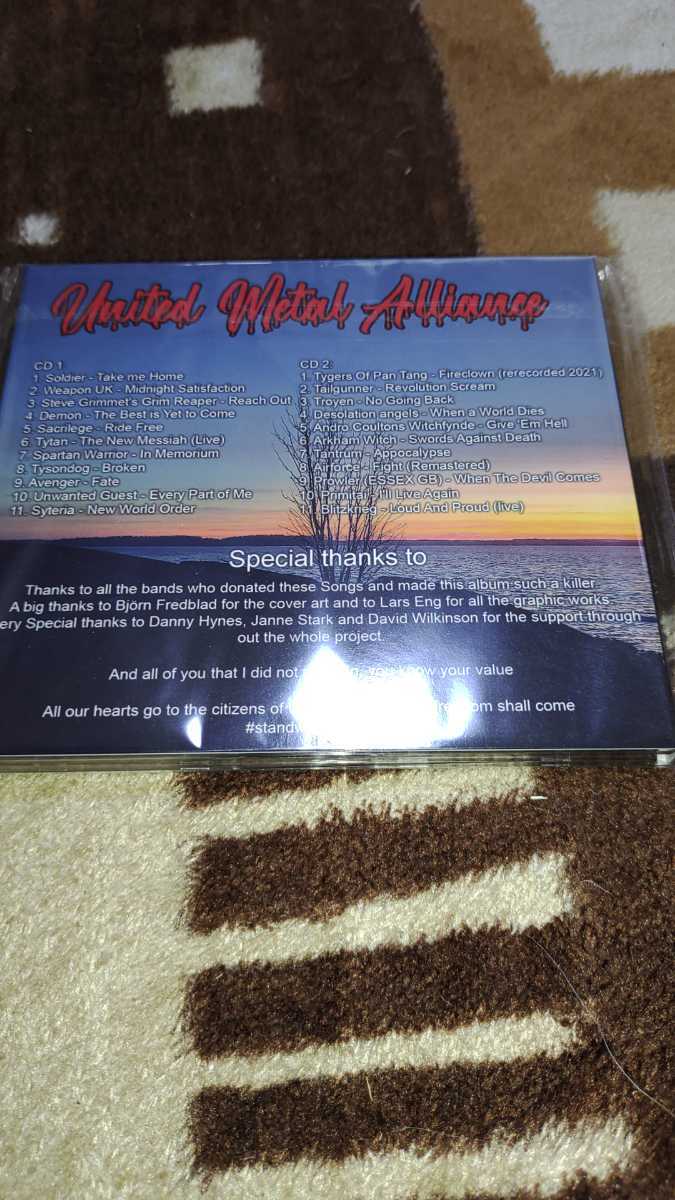 United Metal Alliance
CD 1
1. Soldier - Take me Home
2. Weapon UK - Midnight Satisfaction
3 Steve Grimmet's Grim Reaper - Reach Out
4. Demon - The Best is Yet to Come
5. Sacrilege - Ride Free
6. Tytan - The New Messiah (Live)
7 Spartan Warrior - In Memorium
8. Tysondog - Broken
9. Avenger - Fate
10. Unwanted Guest - Every Part of Me
11. Syteria - New World Order
CD 2:
1. Tygers Of Pan Tang - Fireclown (rerecorded 2021)
2. Tailgunner - Revolution Scream
3. Troyen - No Going Back
4. Desolation angels - When a World Dies
5. Andro Coultons Witchfynde - Give 'Em Hell
6. Arkham Witch - Swords Against Death
7. Tantrum - Appocalypse
8. Airforce - Fight (Remastered)
9. Prowler (ESSEX GB) - When The Devil Comes
10. Primitai - I'll Live Again
11. Blitzkrieg - Loud And Proud (live)
Special thanks to
Thanks to all the bands who donated these Songs and made this album such a killer
A big thanks to Björn Fredblad for the cover art and to Lars Eng for all the graphic works.
ery Special thanks to Danny Hynes, Janne Stark and David Wilkinson for the support through
out the whole project.
And all of you that I did not you know your value
All our hearts go to the citizens of shall come